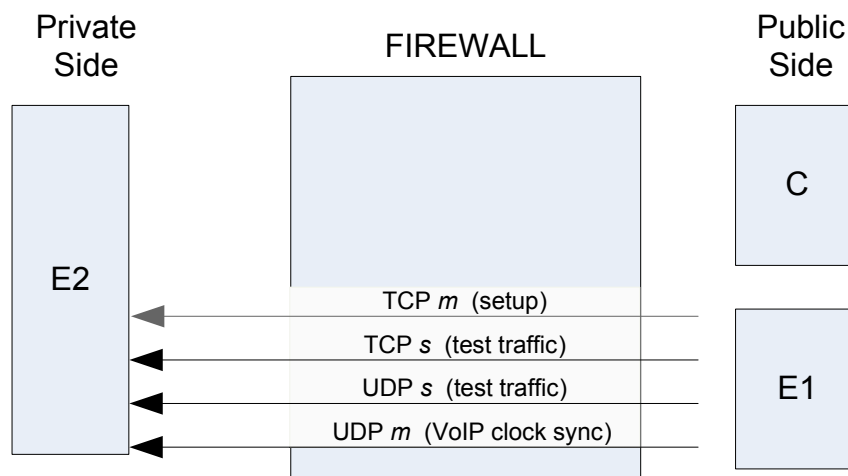 Private
Side
FIREWALL
Public
Side
C
E2
E1
TCP m (setup)
TCP s (test traffic)
UDP s (test traffic)
UDP m (VoIP clock sync)